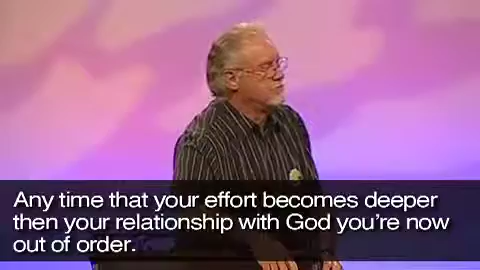 Any time that your effort becomes deeper
then your relationship with God you're now
out of order.